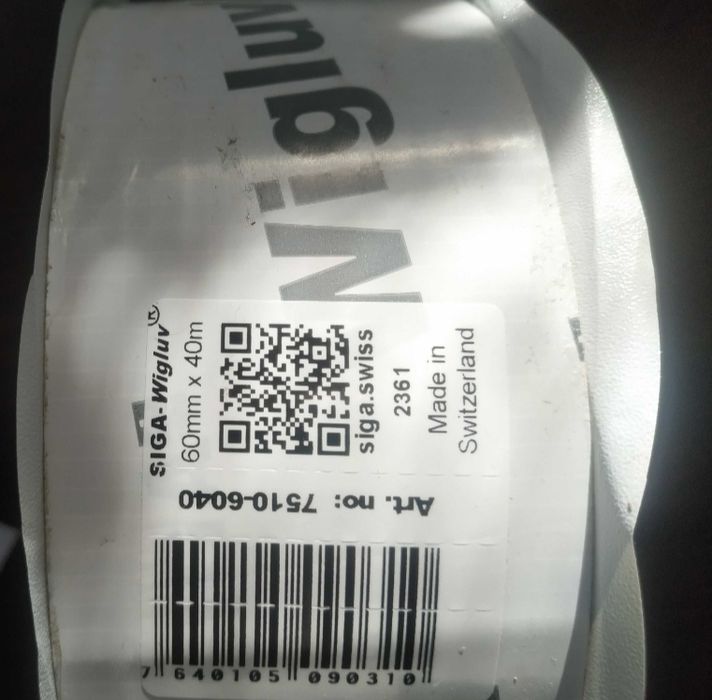 Wigluv
SIGA-Wigluv®
60mm x 40m
siga.swiss
2361
Made in
Switzerland
Art. no: 7510-6040
7 640105 090310